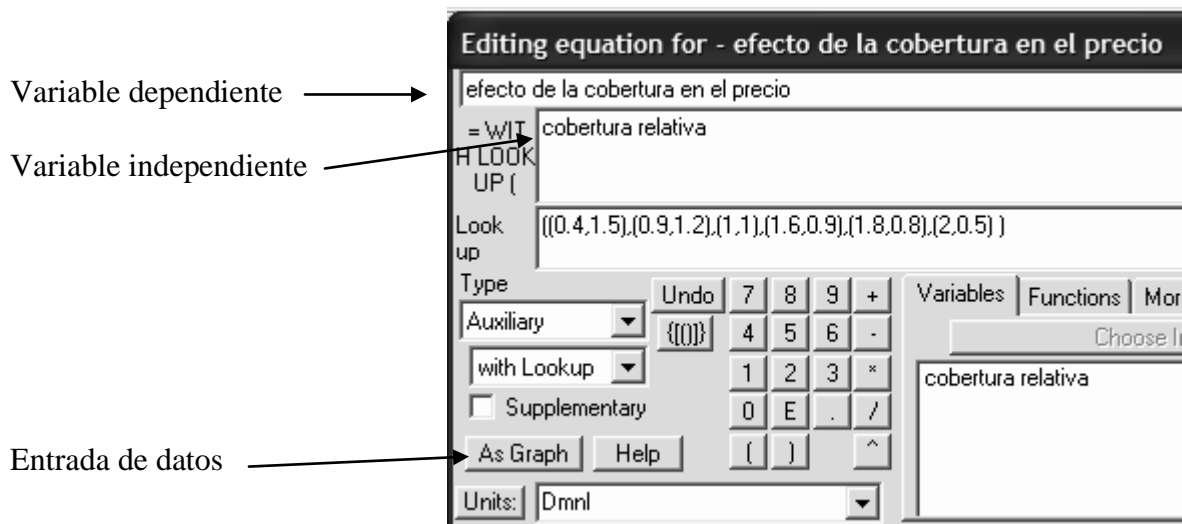 Editing equation for - efecto de la cobertura en el precio
Variable dependiente
efecto de la cobertura en el precio
= WIT
H LOOK
UP (
cobertura relativa
Variable independiente
Look
up
((0.4,1.5),(0.9,1.2),(1,1),(1.6,0.9),(1.8,0.8),(2,0.5) )
Type
Undo
7 8 9 +
Variables Functions Mor
Auxiliary
{[()]}
4 5 6 -
Choose I
with Lookup
1 2 3 *
cobertura relativa
Supplementary
0 E . /
Entrada de datos
As Graph Help
( ) ^
Units: Dmnl